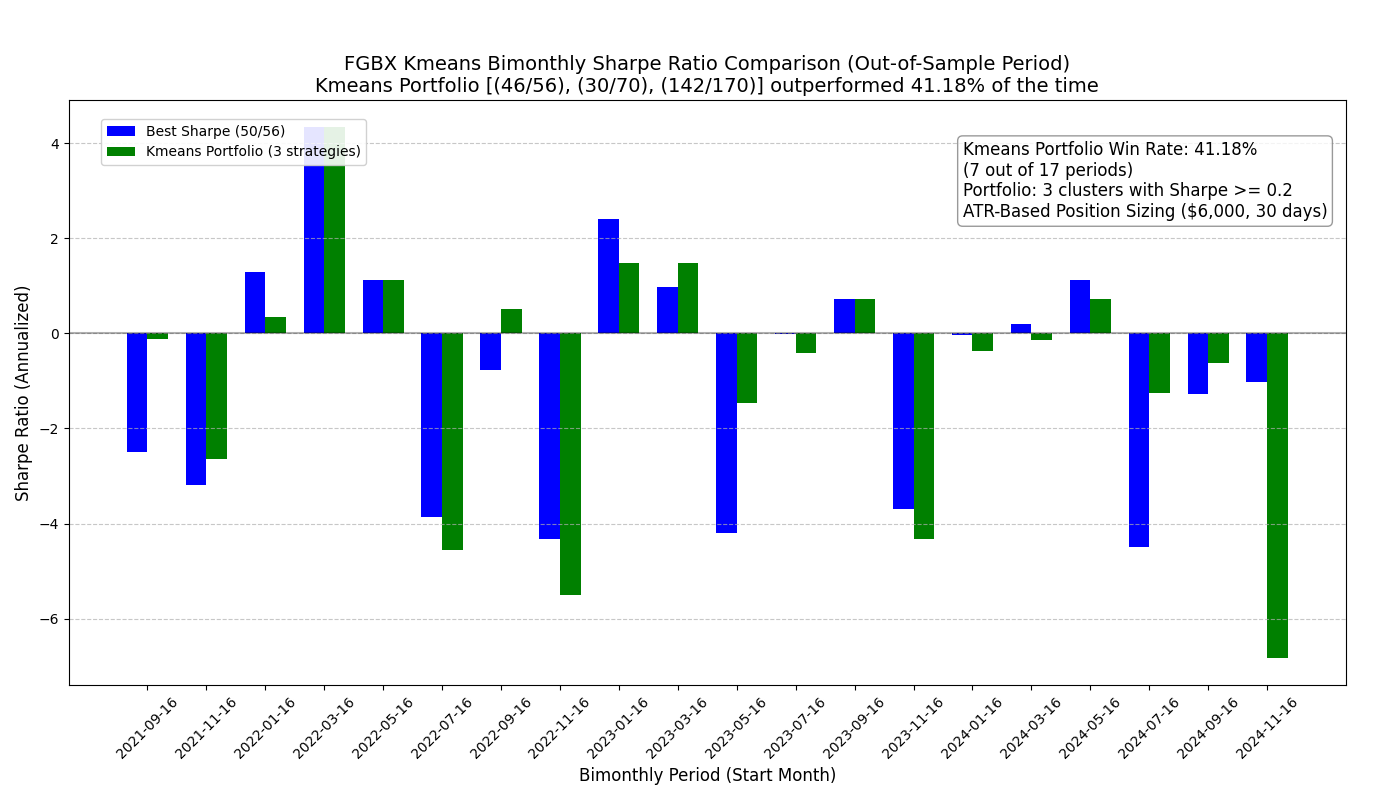 FGBX Kmeans Bimonthly Sharpe Ratio Comparison (Out-of-Sample Period)
Kmeans Portfolio [(46/56), (30/70), (142/170)] outperformed 41.18% of the time
Best Sharpe (50/56)
Kmeans Portfolio (3 strategies)
Kmeans Portfolio Win Rate: 41.18%
(7 out of 17 periods)
Portfolio: 3 clusters with Sharpe >= 0.2
ATR-Based Position Sizing ($6,000, 30 days)
Sharpe Ratio (Annualized)
4
2
0
−2
−4
−6
2021-09-16
2021-11-16
2022-01-16
2022-03-16
2022-05-16
2022-07-16
2022-09-16
2022-11-16
2023-01-16
2023-03-16
2023-05-16
2023-07-16
2023-09-16
2023-11-16
2024-01-16
2024-03-16
2024-05-16
2024-07-16
2024-09-16
2024-11-16
Bimonthly Period (Start Month)